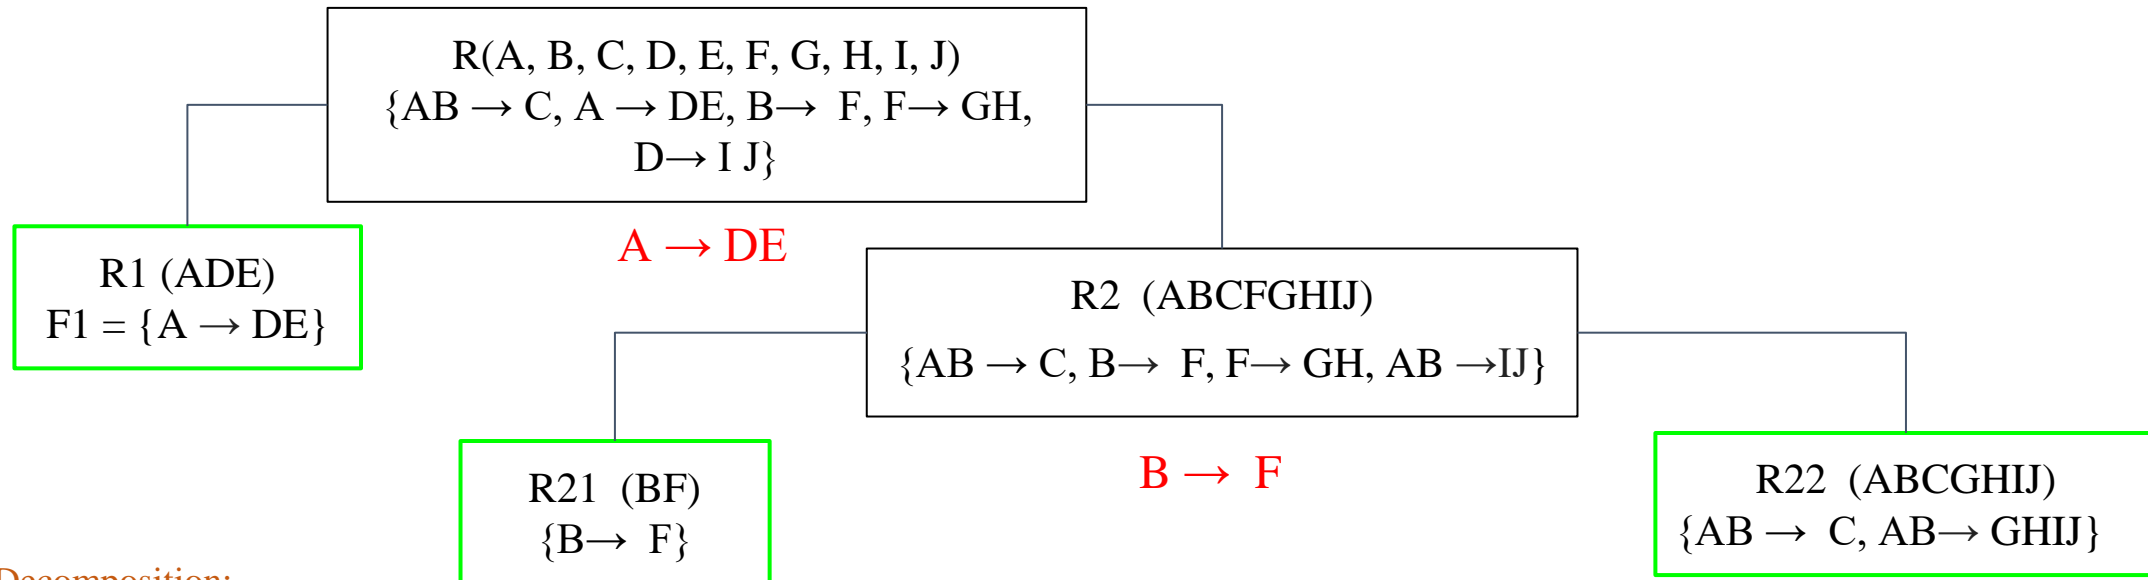 R(A, B, C, D, E, F, G, H, I, J)
{AB → C, A → DE, B→ F, F→ GH,
D→ I J}
A → DE
R1 (ADE)
F1 = {A → DE}
R2 (ABCFGHIJ)
{AB → C, B→ F, F→ GH, AB →IJ}
B → F
R21 (BF)
{B→ F}
R22 (ABCGHIJ)
{AB → C, AB→ GHIJ}
Decomposition: